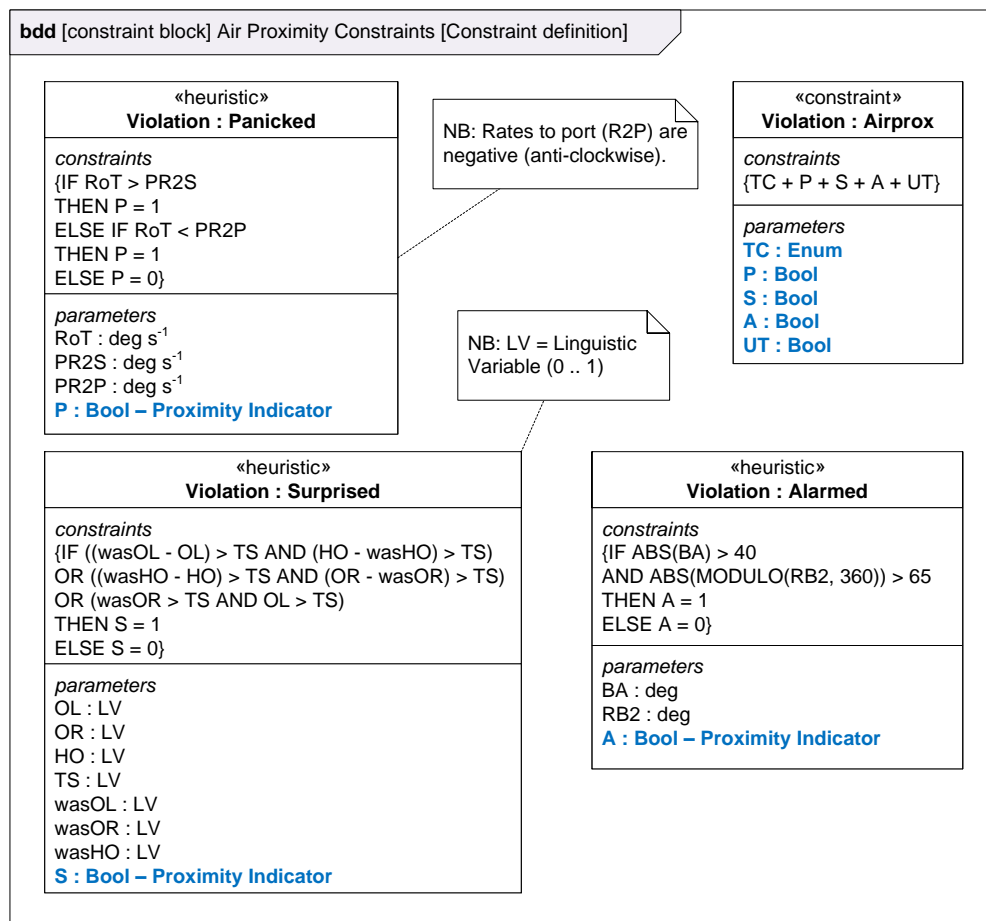 bdd [constraint block] Air Proximity Constraints [Constraint definition]
«heuristic»
Violation : Panicked
constraints
{IF RoT > PR2S
THEN P = 1
ELSE IF RoT < PR2P
THEN P = 1
ELSE P = 0}
parameters
RoT : deg s⁻¹
PR2S : deg s⁻¹
PR2P : deg s⁻¹
P : Bool – Proximity Indicator
NB: Rates to port (R2P) are
negative (anti-clockwise).
«constraint»
Violation : Airprox
constraints
{TC + P + S + A + UT}
parameters
TC : Enum
P : Bool
S : Bool
A : Bool
UT : Bool
NB: LV = Linguistic
Variable (0 .. 1)
«heuristic»
Violation : Surprised
constraints
{IF ((wasOL - OL) > TS AND (HO - wasHO) > TS)
OR ((wasHO - HO) > TS AND (OR - wasOR) > TS)
OR (wasOR > TS AND OL > TS)
THEN S = 1
ELSE S = 0}
parameters
OL : LV
OR : LV
HO : LV
TS : LV
wasOL : LV
wasOR : LV
wasHO : LV
S : Bool – Proximity Indicator
«heuristic»
Violation : Alarmed
constraints
{IF ABS(BA) > 40
AND ABS(MODULO(RB2, 360)) > 65
THEN A = 1
ELSE A = 0}
parameters
BA : deg
RB2 : deg
A : Bool – Proximity Indicator